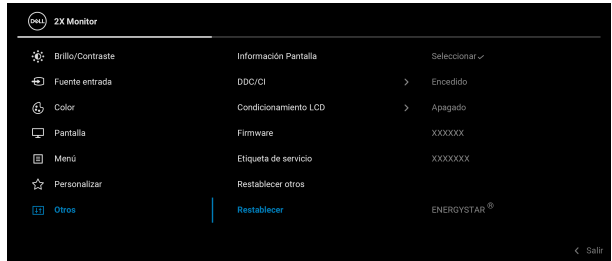 DELL 2X Monitor
Brillo/Contraste Información Pantalla Seleccionar
Fuente entrada DDC/CI > Encedido
Color Condicionamiento LCD > Apagado
Pantalla Firmware XXXXXX
Menú Etiqueta de servicio XXXXXXX
Personalizar Restablecer otros
Otros Restablecer ENERGYSTAR ®
< Salir